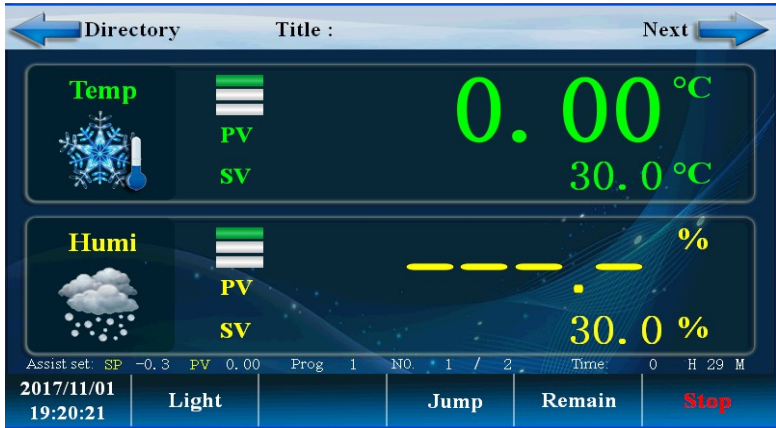 Directory Title : Next
Temp
0.00 °C
PV
SV 30.0 °C
Humi
%
---.-
PV
SV 30.0 %
Assist set: SP -0.3 PV 0.00 Prog 1 NO. 1 / 2 Time: 0 H 29 M
2017/11/01
19:20:21
Light Jump Remain Stop